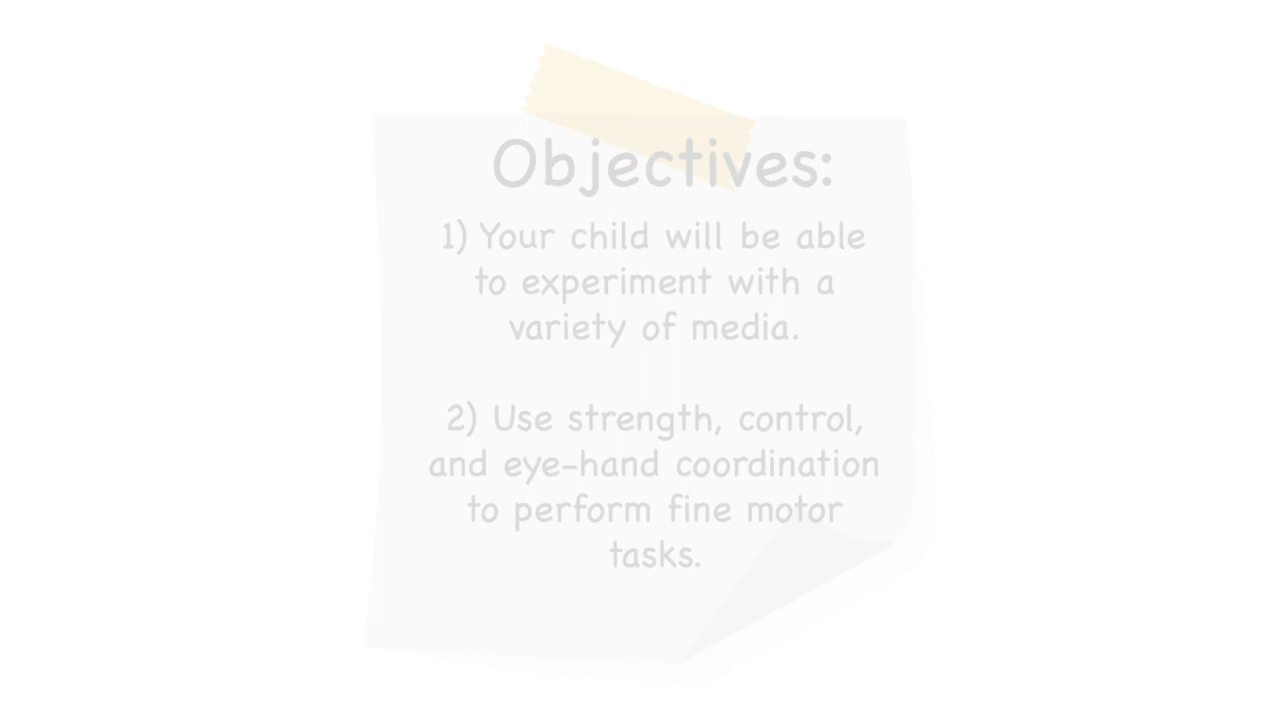 Objectives:
1) Your child will be able
to experiment with a
variety of media.
2) Use strength, control,
and eye-hand coordination
to perform fine motor
tasks.